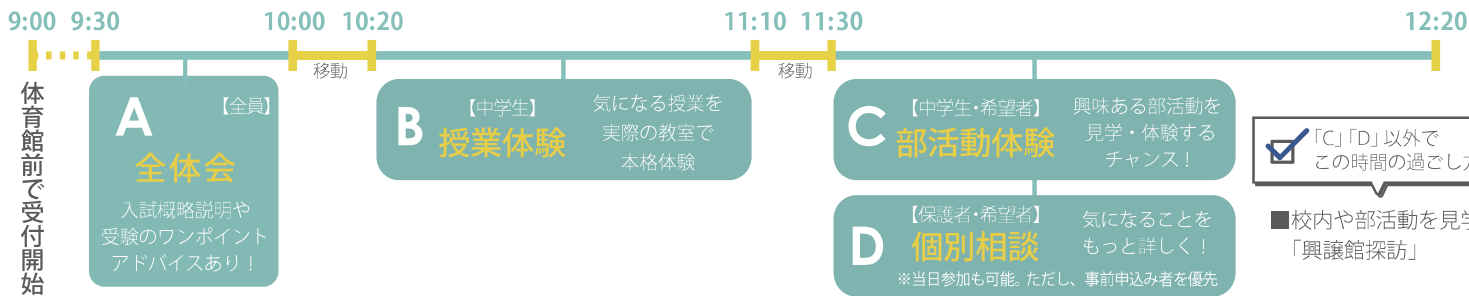 9:00 9:30 10:00 10:20 11:10 11:30 12:20
移動
移動
体育館前で受付開始
A
【全員】
全体会
入試概略説明や
受験のワンポイント
アドバイスあり！
B
【中学生】
授業体験
気になる授業を
実際の教室で
本格体験
C
【中学生・希望者】
部活動体験
興味ある部活動を
見学・体験する
チャンス！
D
【保護者・希望者】
個別相談
気になることを
もっと詳しく！
※当日参加も可能。ただし、事前申込み者を優先
「C」「D」以外で
この時間の過ごし方
■校内や部活動を見学
「興譲館探訪」